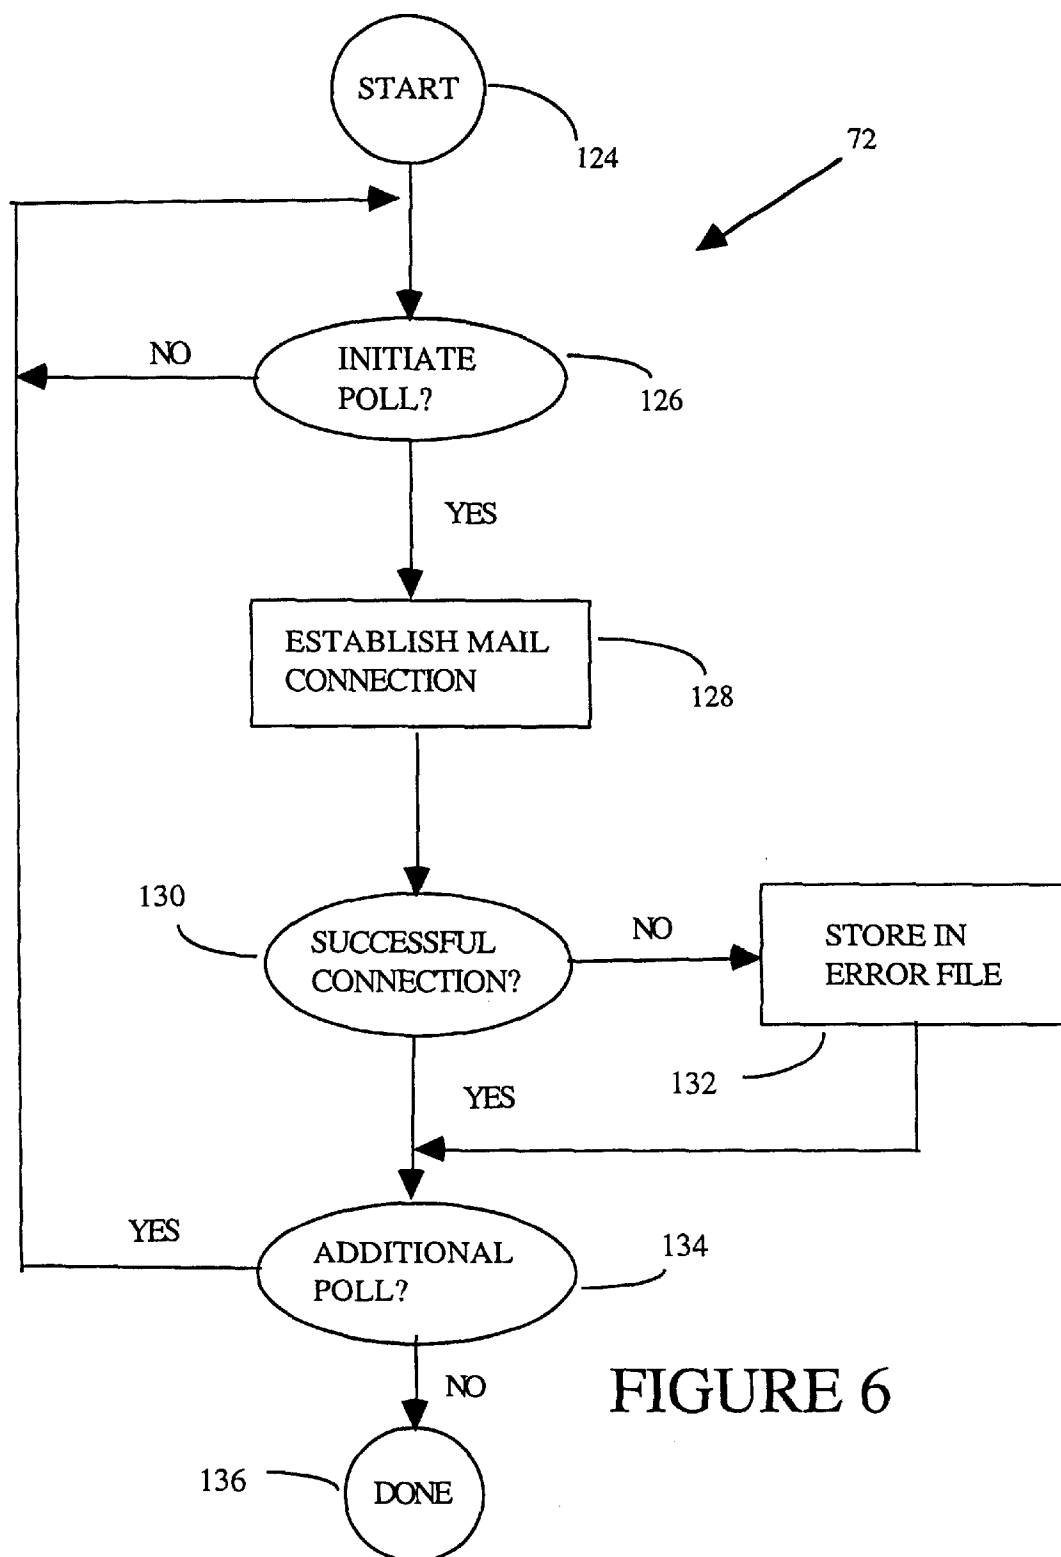 START
124
72
NO
INITIATE
POLL?
126
YES
ESTABLISH MAIL
CONNECTION
128
130
SUCCESSFUL
CONNECTION?
NO
STORE IN
ERROR FILE
132
YES
YES
ADDITIONAL
POLL?
134
NO
FIGURE 6
136
DONE